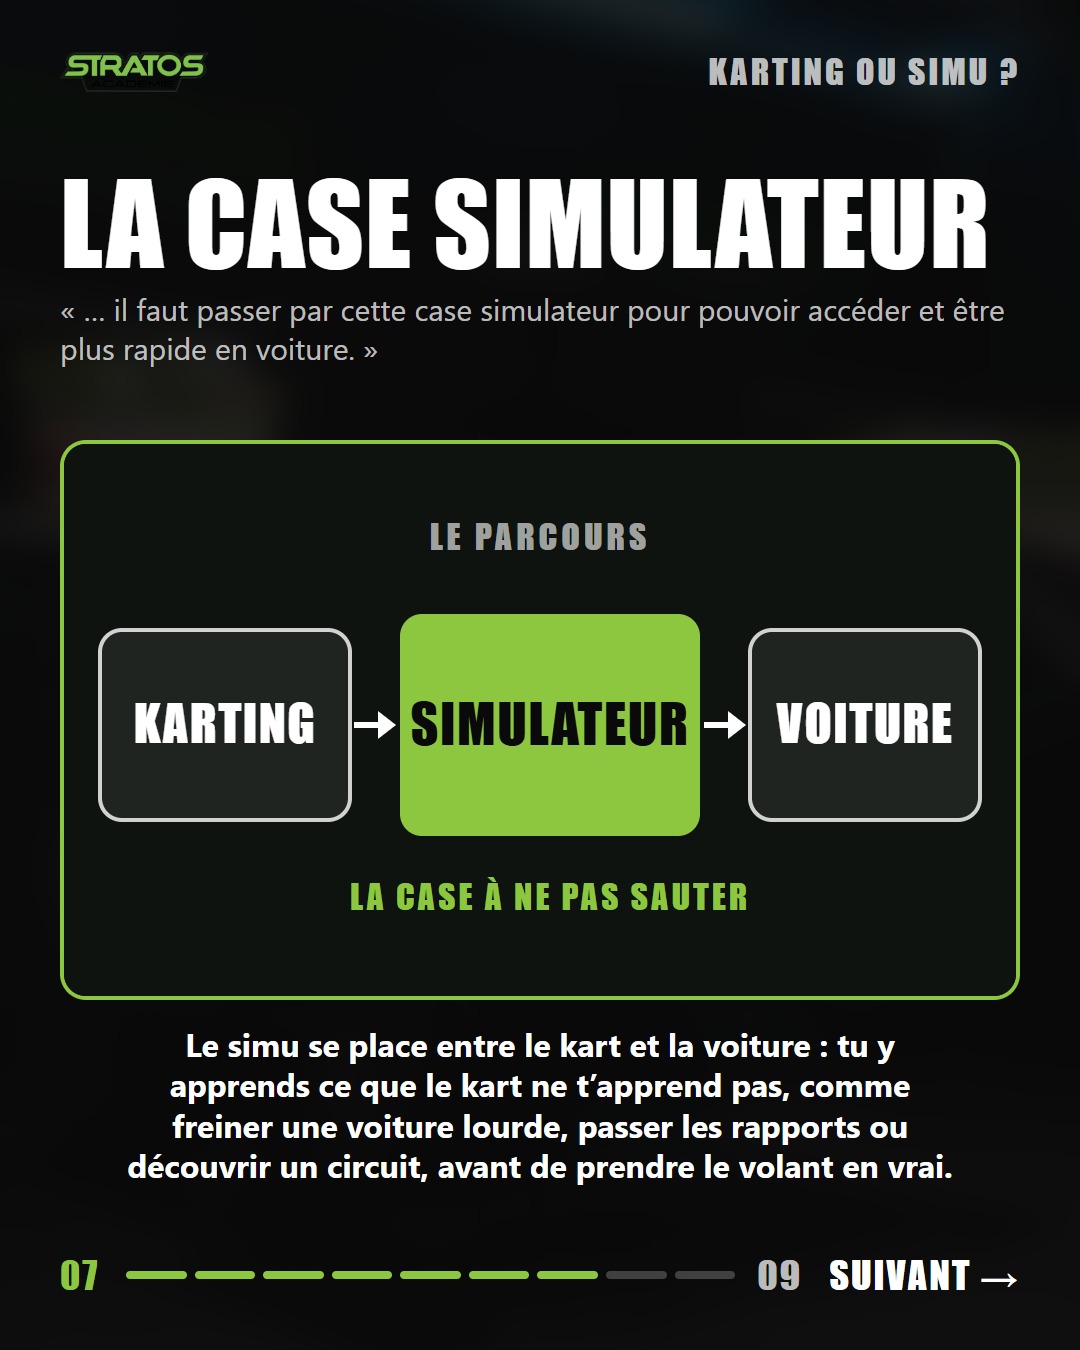 STRATOS
ACADEMIE
KARTING OU SIMU ?
LA CASE SIMULATEUR
« … il faut passer par cette case simulateur pour pouvoir accéder et être
plus rapide en voiture. »
LE PARCOURS
KARTING
SIMULATEUR
VOITURE
LA CASE À NE PAS SAUTER
Le simu se place entre le kart et la voiture : tu y
apprends ce que le kart ne t’apprend pas, comme
freiner une voiture lourde, passer les rapports ou
découvrir un circuit, avant de prendre le volant en vrai.
07
09
SUIVANT →